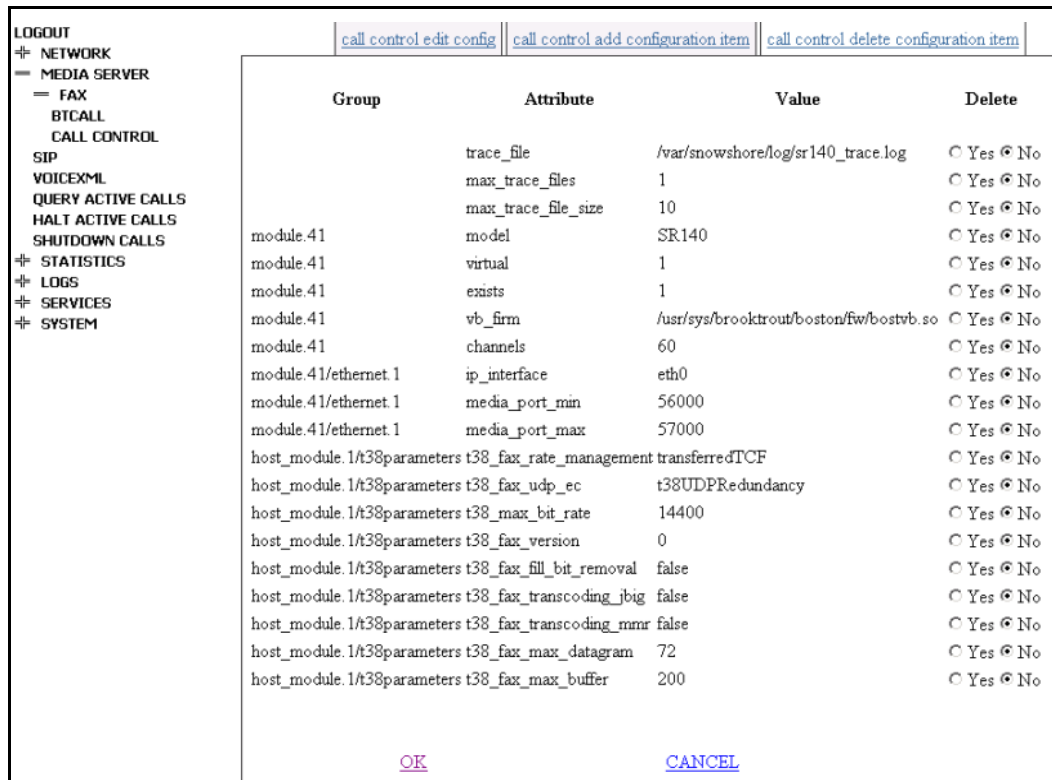 LOGOUT
NETWORK
MEDIA SERVER
FAX
BTCALL
CALL CONTROL
SIP
VOICEXML
QUERY ACTIVE CALLS
HALT ACTIVE CALLS
SHUTDOWN CALLS
STATISTICS
LOGS
SERVICES
SYSTEM
call control edit config call control add configuration item call control delete configuration item
Group Attribute Value Delete
trace_file /var/snowshore/log/sr140_trace.log Yes No
max_trace_files 1 Yes No
max_trace_file_size 10 Yes No
module.41 model SR140 Yes No
module.41 virtual 1 Yes No
module.41 exists 1 Yes No
module.41 vb_firm /usr/sys/brooktrout/boston/fw/bostvb.so Yes No
module.41 channels 60 Yes No
module.41/ethernet.1 ip_interface eth0 Yes No
module.41/ethernet.1 media_port_min 56000 Yes No
module.41/ethernet.1 media_port_max 57000 Yes No
host_module.1/t38parameters t38_fax_rate_management transferredTCF Yes No
host_module.1/t38parameters t38_fax_udp_ec t38UDPRedundancy Yes No
host_module.1/t38parameters t38_max_bit_rate 14400 Yes No
host_module.1/t38parameters t38_fax_version 0 Yes No
host_module.1/t38parameters t38_fax_fill_bit_removal false Yes No
host_module.1/t38parameters t38_fax_transcoding_jbig false Yes No
host_module.1/t38parameters t38_fax_transcoding_mmr false Yes No
host_module.1/t38parameters t38_fax_max_datagram 72 Yes No
host_module.1/t38parameters t38_fax_max_buffer 200 Yes No
OK CANCEL